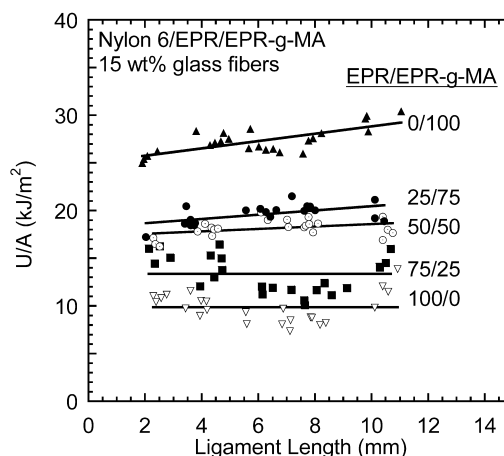 Nylon 6/EPR/EPR-g-MA
15 wt% glass fibers
EPR/EPR-g-MA
0/100
25/75
50/50
75/25
100/0
U/A (kJ/m²)
40
30
20
10
0
0 2 4 6 8 10 12 14
Ligament Length (mm)